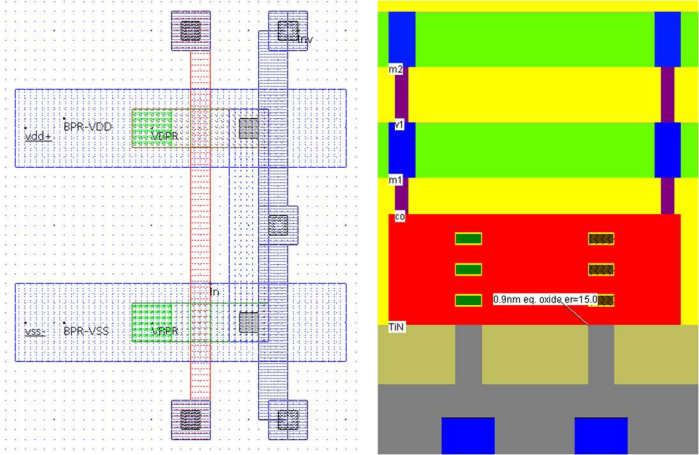 Inv
vdd+
BPR-VDD
VBPR
In
vss-
BPR-VSS
VBPR
m2
v1
m1
co
0.9nm eq. oxide er=15.0
TiN